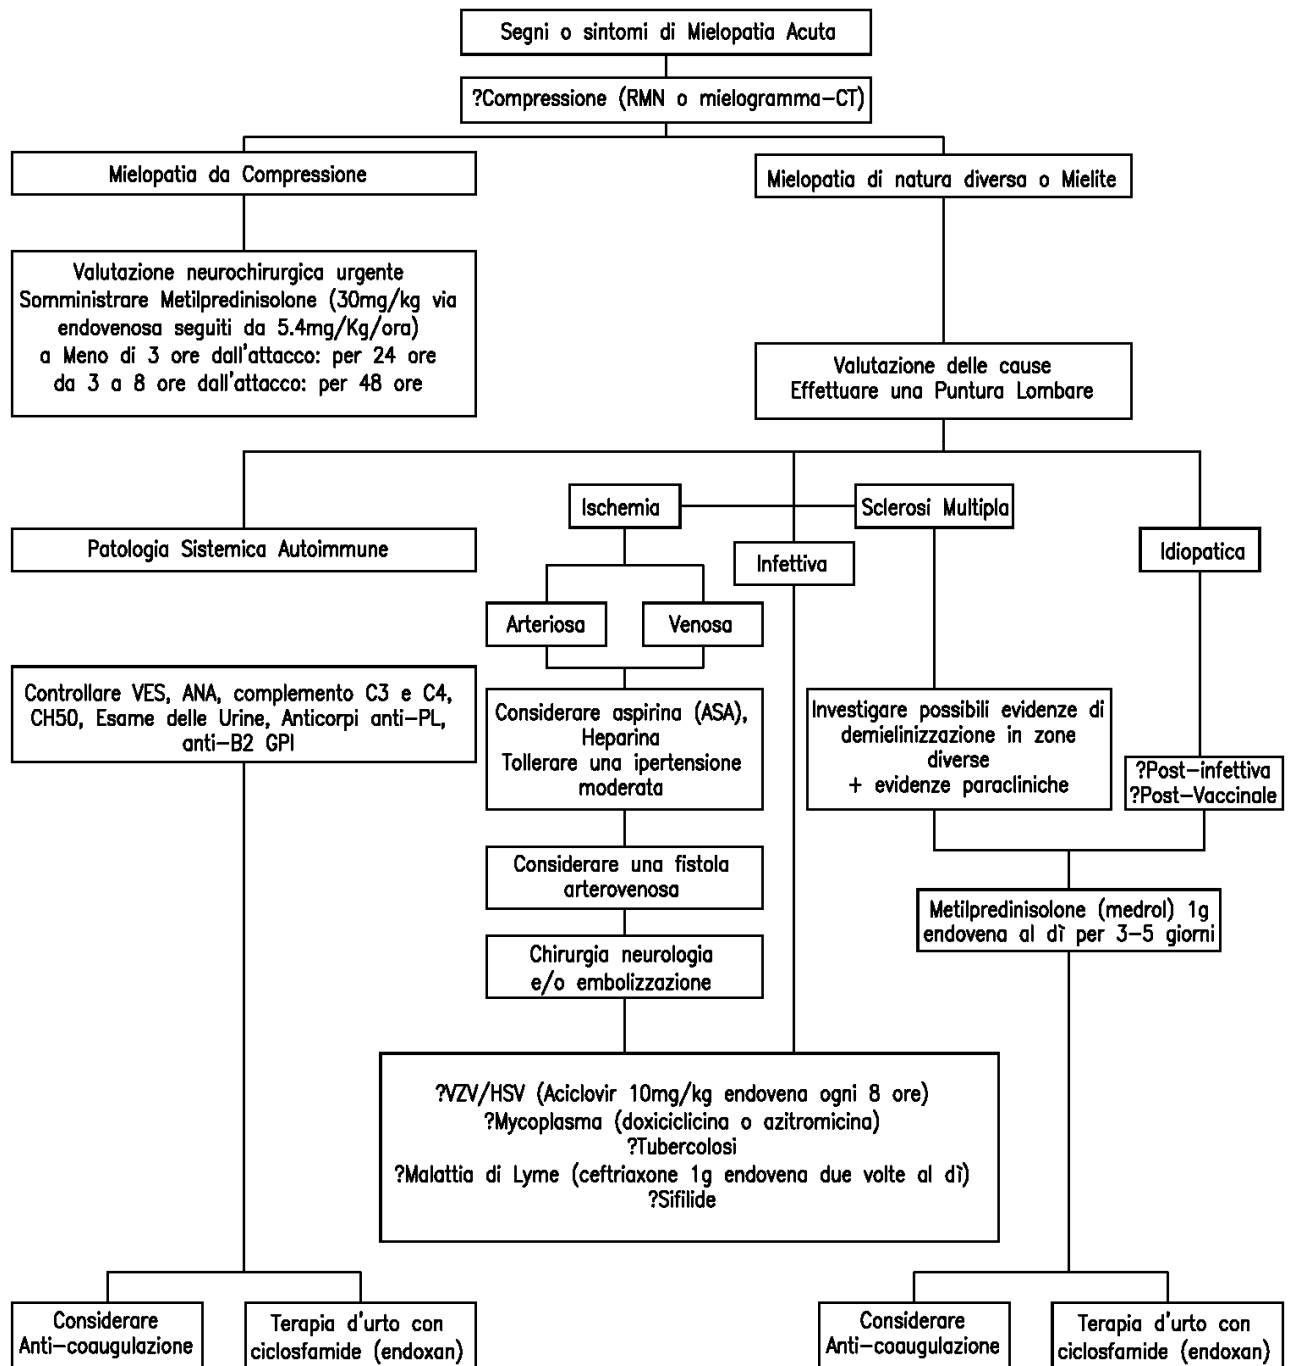 Segni o sintomi di Mielopatia Acuta
?Compressione (RMN o mielogramma-CT)
Mielopatia da Compressione
Mielopatia di natura diversa o Mielite
Valutazione neurochirurgica urgente
Somministrare Metilpredinisolone (30mg/kg via
endovenosa seguiti da 5.4mg/Kg/ora)
a Meno di 3 ore dall'attacco: per 24 ore
da 3 a 8 ore dall'attacco: per 48 ore
Valutazione delle cause
Effettuare una Puntura Lombare
Ischemia
Sclerosi Multipla
Patologia Sistemica Autoimmune
Infettiva
Idiopatica
Arteriosa
Venosa
Controllare VES, ANA, complemento C3 e C4,
CH50, Esame delle Urine, Anticorpi anti-PL,
anti-B2 GPI
Considerare aspirina (ASA),
Heparina
Tollerare una ipertensione
moderata
Investigare possibili evidenze di
demielinizzazione in zone
diverse
+ evidenze paracliniche
?Post-infettiva
?Post-Vaccinale
Considerare una fistola
arterovenosa
Metilpredinisolone (medrol) 1g
endovena al dì per 3-5 giorni
Chirurgia neurologia
e/o embolizzazione
?VZV/HSV (Aciclovir 10mg/kg endovena ogni 8 ore)
?Mycoplasma (doxiciclicina o azitromicina)
?Tubercolosi
?Malattia di Lyme (ceftriaxone 1g endovena due volte al dì)
?Sifilide
Considerare
Anti-coaugulazione
Terapia d'urto con
ciclosfamide (endoxan)
Considerare
Anti-coaugulazione
Terapia d'urto con
ciclosfamide (endoxan)